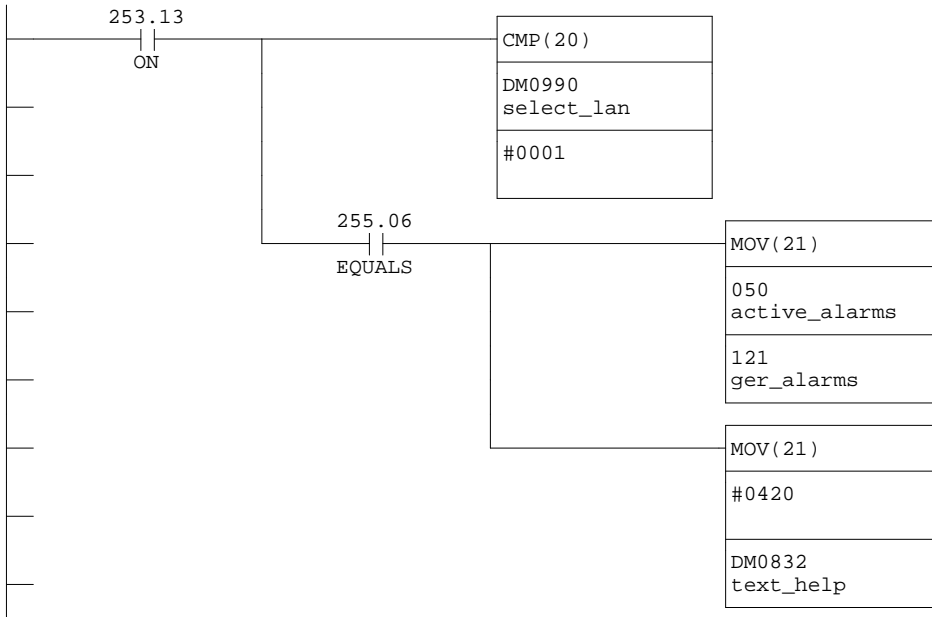 253.13
ON
CMP(20)
DM0990
select_lan
#0001
255.06
EQUALS
MOV(21)
050
active_alarms
121
ger_alarms
MOV(21)
#0420
DM0832
text_help